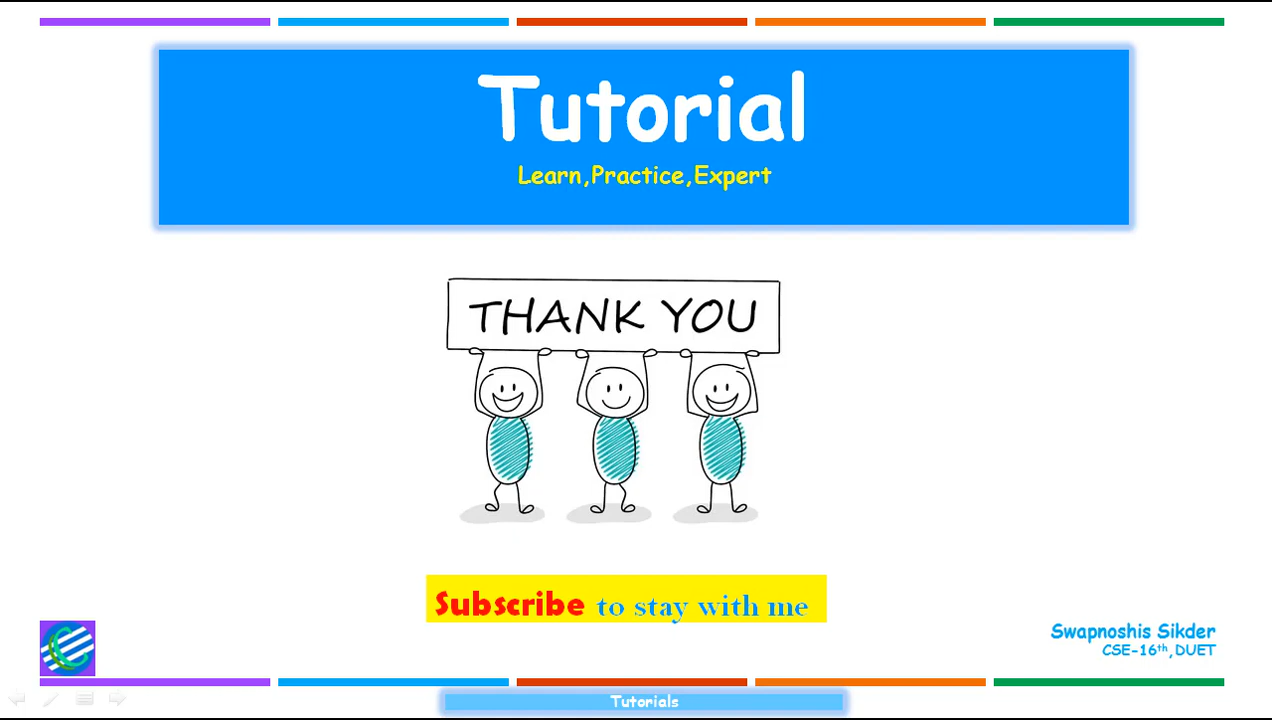 Tutorial
Learn,Practice,Expert
THANK YOU
Subscribe to stay with me
Swapnoshis Sikder
CSE-16th,DUET
Tutorials